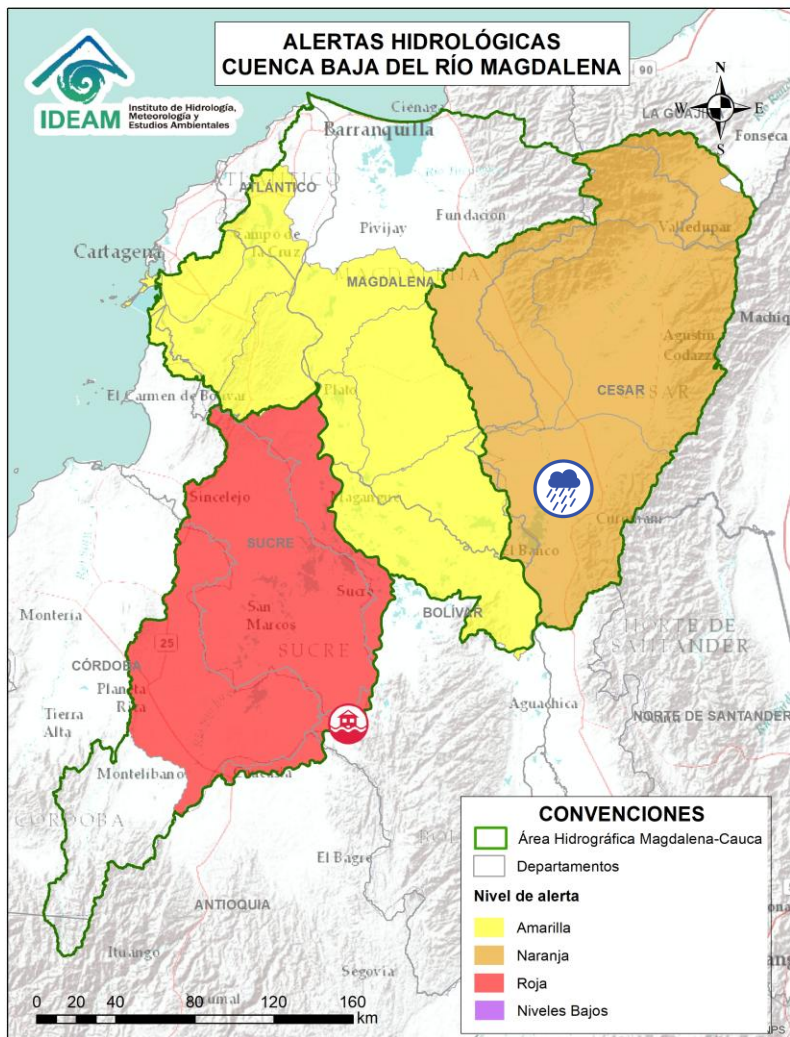 ALERTAS HIDROLÓGICAS
CUENCA BAJA DEL RÍO MAGDALENA
IDEAM
Instituto de Hidrología,
Meteorología y
Estudios Ambientales
N
W
E
S
90
Ciénaga
LA GUAJIRA
Barranquilla
Fonseca
ATLÁNTICO
Fundación
Pivijay
Valledupar
Campo de
la Cruz
Cartagena
MAGDALENA
Machiq
Agustín
Codazzi
El Carmen de Bolívar
Plato
CESAR
Sincelejo
Magangué
Curumaní
SUCRE
El Banco
Sucre
BOLÍVAR
San
Marcos
Montería
SUCRE
NORTE DE
SANTANDER
25
CÓRDOBA
Planeta
Rica
Aguachica
Tierra
Alta
NORTE DE SANTANDER
Montelíbano
Caucasia
CÓRDOBA
El Bagre
ANTIOQUIA
Ituango
Segovia
CONVENCIONES
Área Hidrográfica Magdalena-Cauca
Departamentos
Nivel de alerta
Amarilla
Naranja
Roja
Niveles Bajos
0 20 40 80 120 160
km